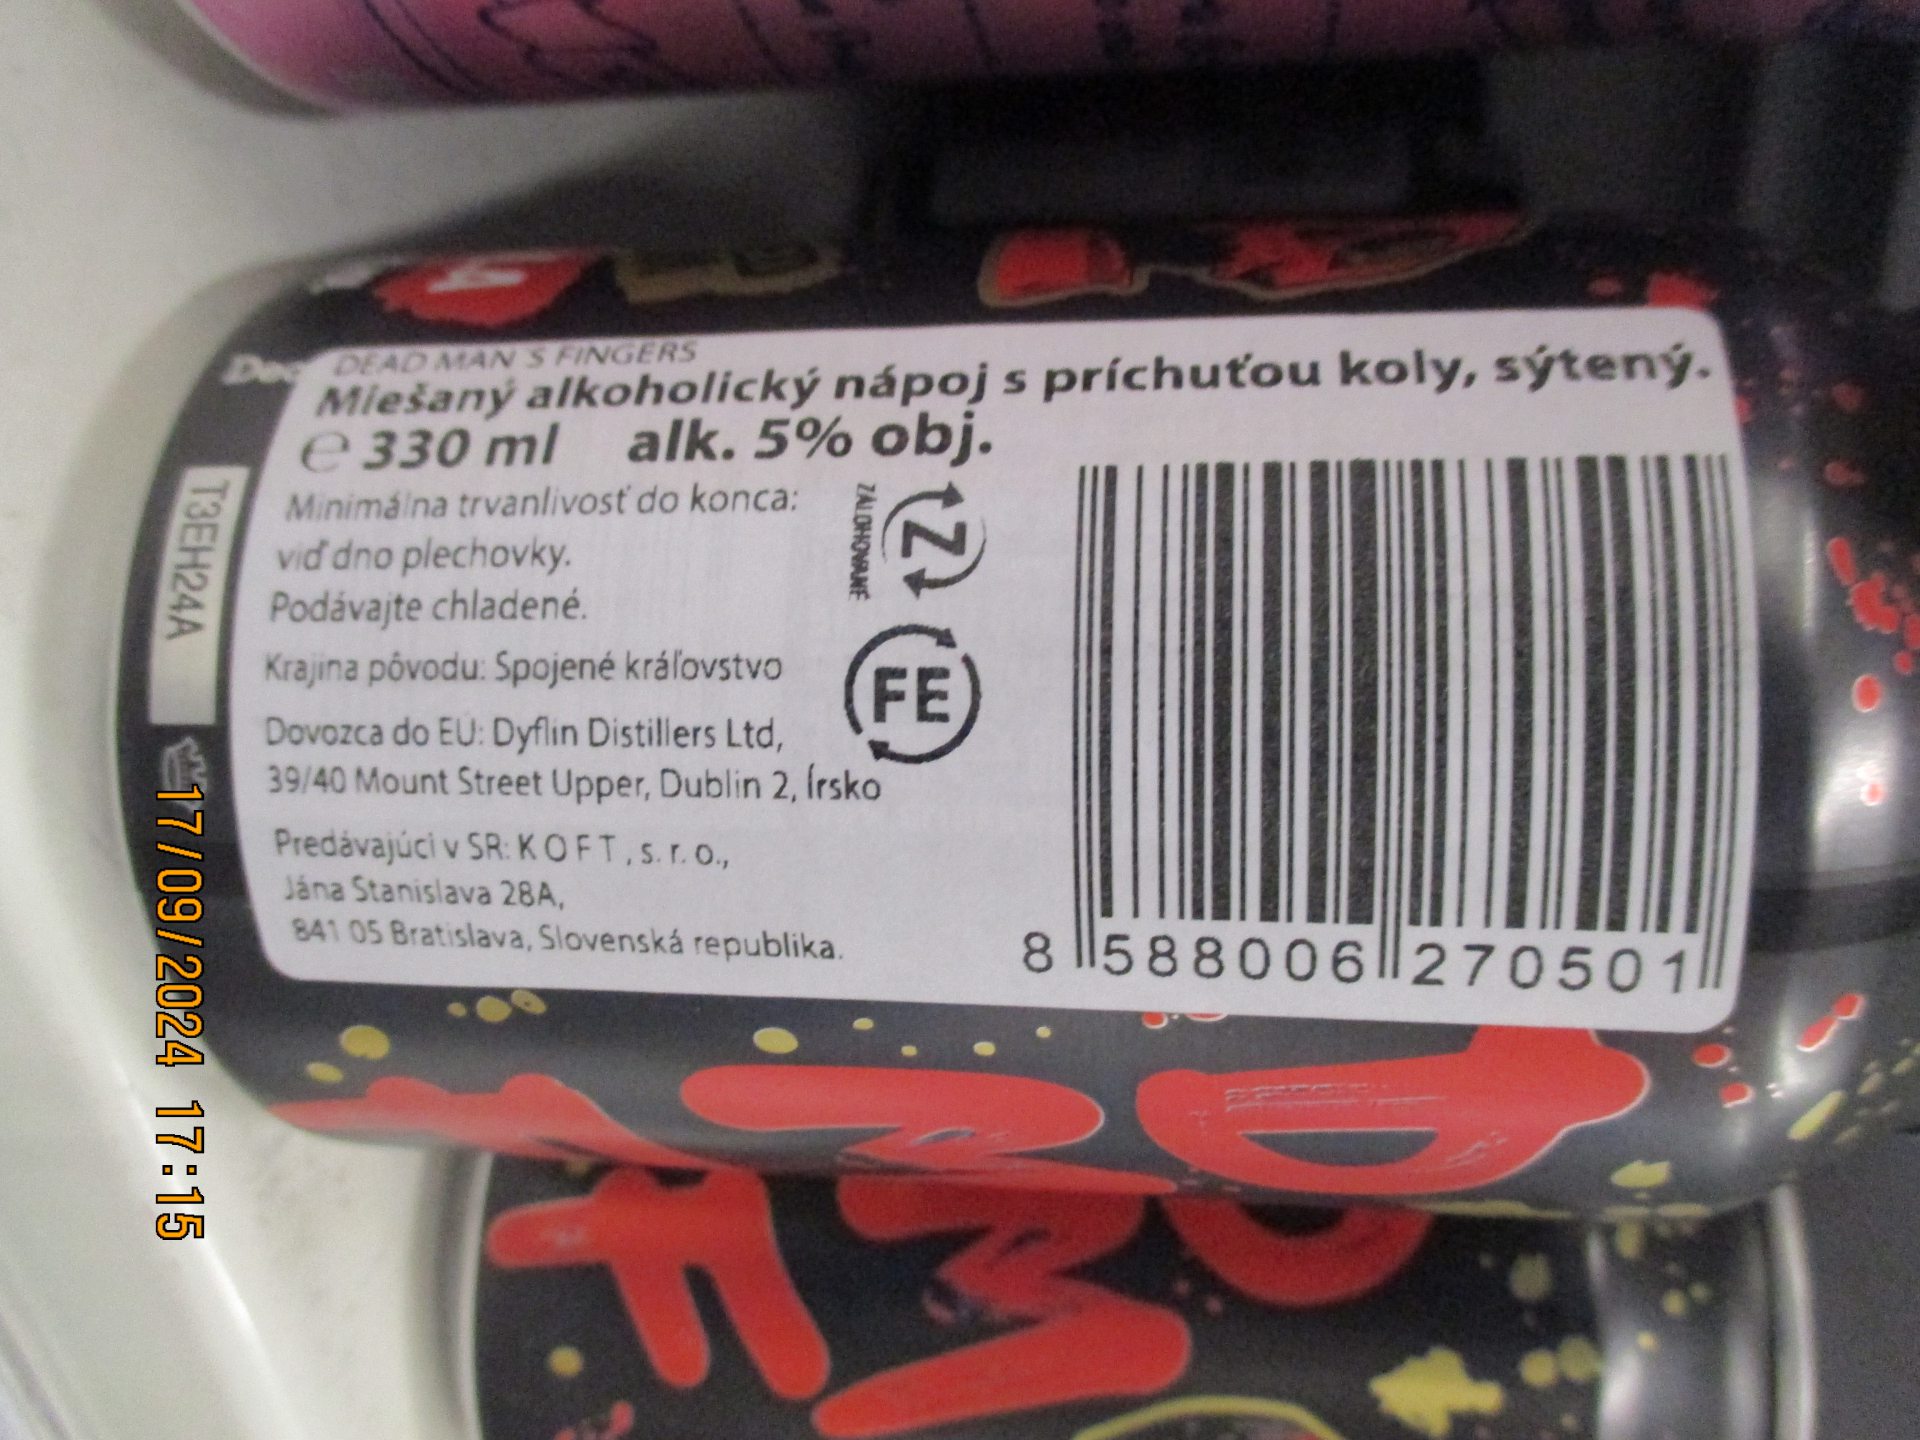 DEAD MAN´S FINGERS
Miešaný alkoholický nápoj s príchuťou koly, sýtený.
℮ 330 ml alk. 5% obj.
Minimálna trvanlivosť do konca:
viď dno plechovky.
Podávajte chladené.
Krajina pôvodu: Spojené kráľovstvo
Dovozca do EU: Dyflin Distillers Ltd,
39/40 Mount Street Upper, Dublin 2, Írsko
Predávajúci v SR: K O F T , s. r. o.,
Jána Stanislava 28A,
841 05 Bratislava, Slovenská republika.
Z
ZÁLOHOVANÉ
FE
8 588006 270501
T3EH24A
DMF
DMF
17/09/2024 17:15